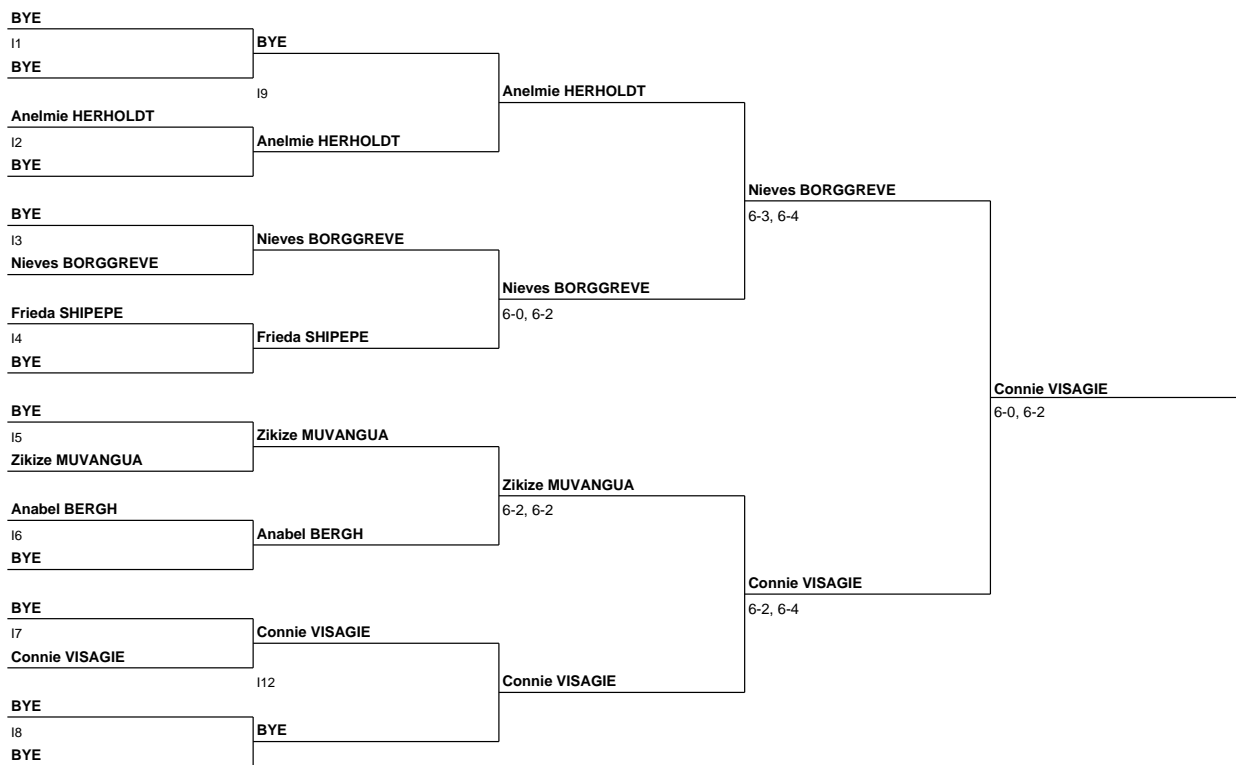 BYE
I1
BYE
BYE
I9
Anelmie HERHOLDT
Anelmie HERHOLDT
I2
Anelmie HERHOLDT
BYE
Nieves BORGGREVE
6-3, 6-4
BYE
I3
Nieves BORGGREVE
Nieves BORGGREVE
Nieves BORGGREVE
6-0, 6-2
Frieda SHIPEPE
I4
Frieda SHIPEPE
BYE
Connie VISAGIE
6-0, 6-2
BYE
I5
Zikize MUVANGUA
Zikize MUVANGUA
Zikize MUVANGUA
6-2, 6-2
Anabel BERGH
I6
Anabel BERGH
BYE
Connie VISAGIE
6-2, 6-4
BYE
I7
Connie VISAGIE
Connie VISAGIE
I12
Connie VISAGIE
BYE
I8
BYE
BYE